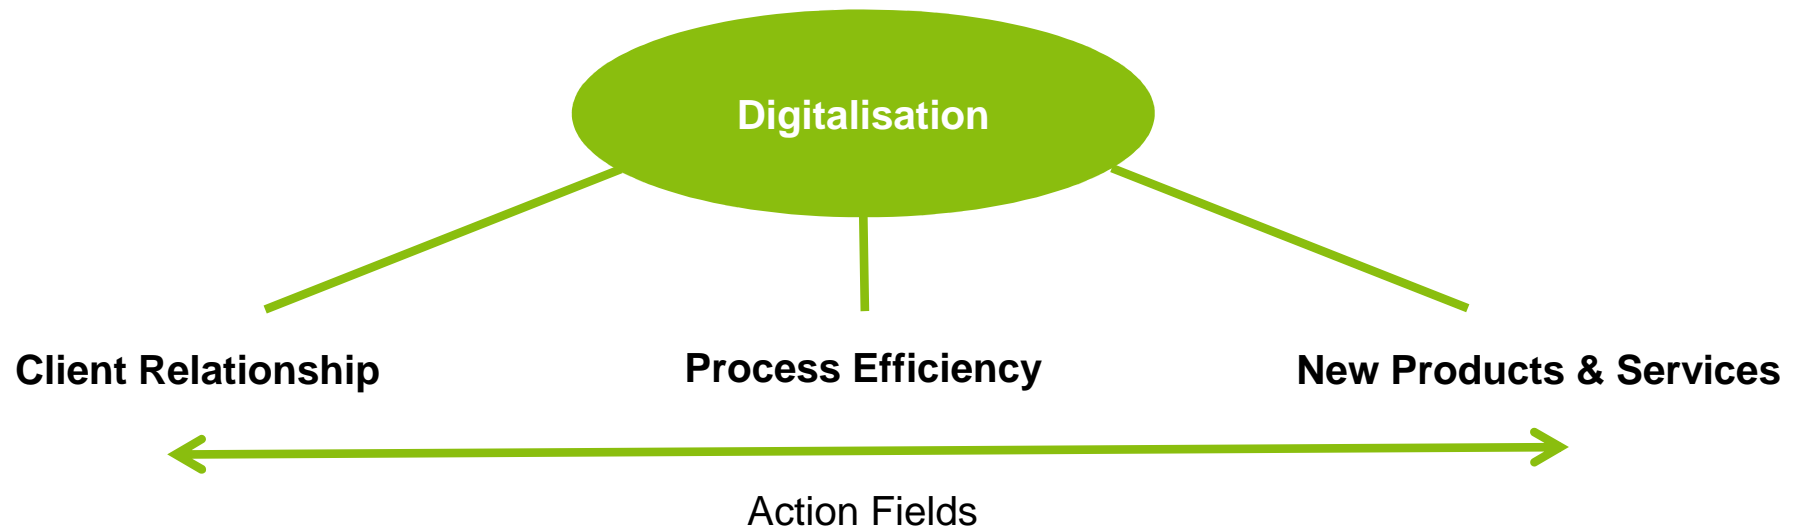 Digitalisation
Client Relationship
Process Efficiency
New Products & Services
Action Fields